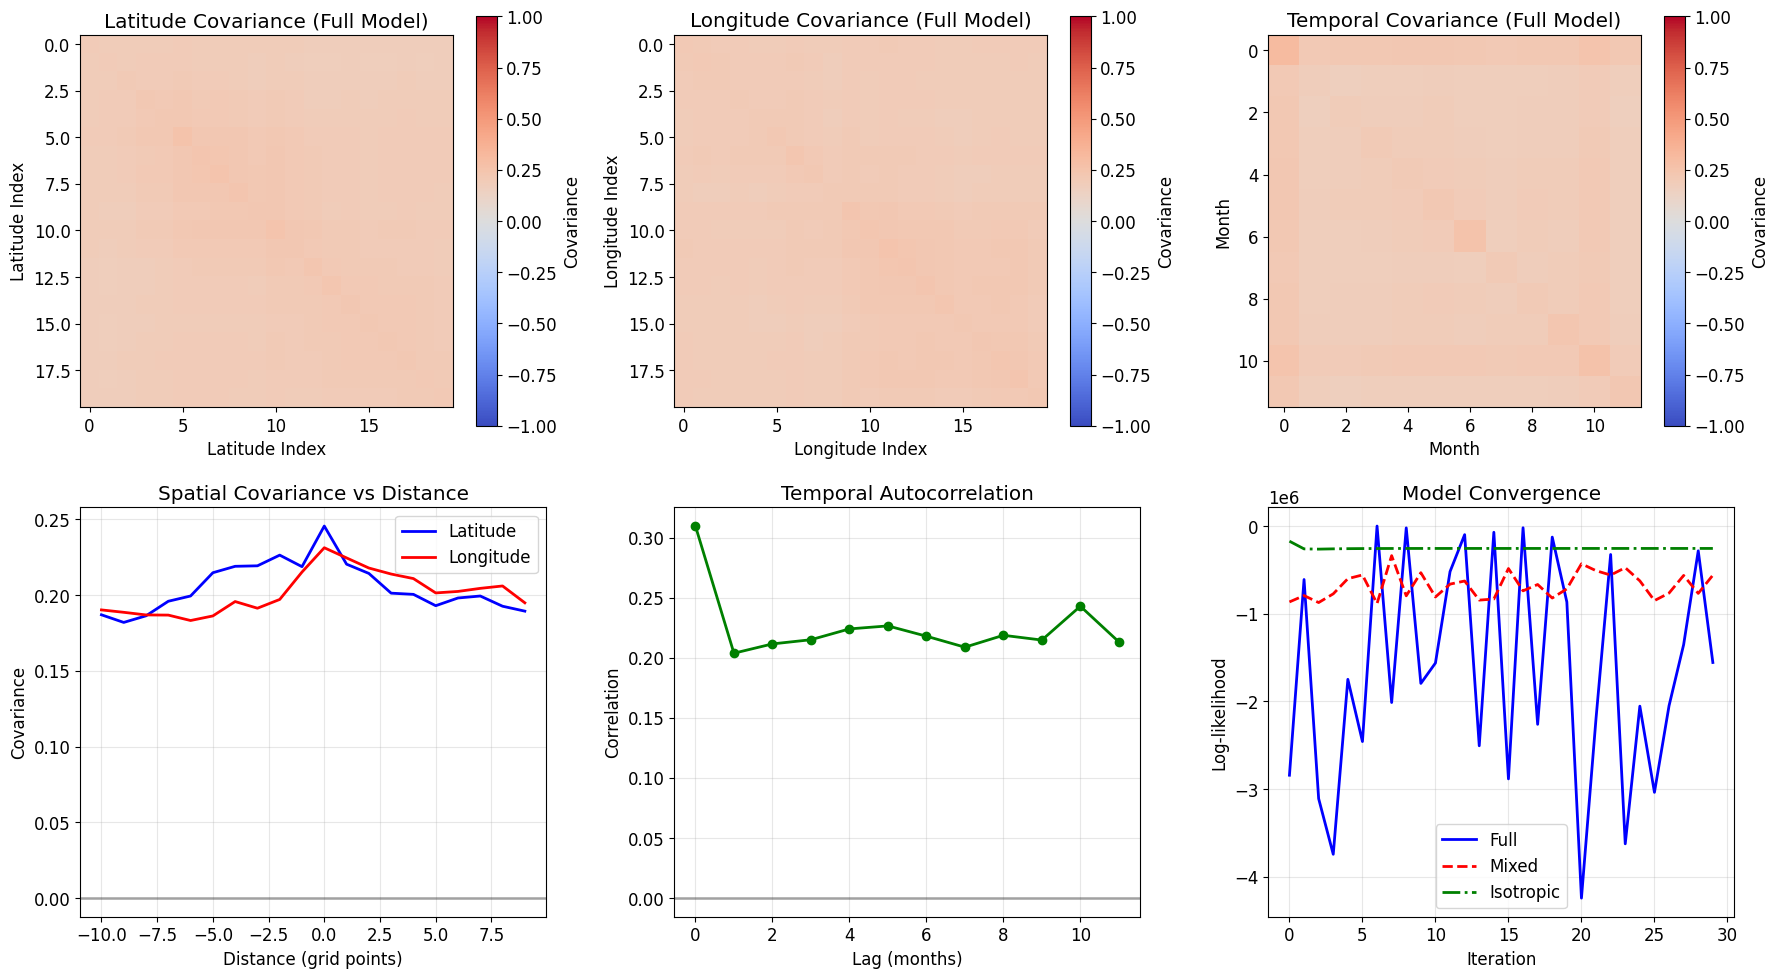 Latitude Covariance (Full Model)
0.0
2.5
5.0
7.5
10.0
12.5
15.0
17.5
Latitude Index
0 5 10 15
Latitude Index
1.00
0.75
0.50
0.25
0.00
−0.25
−0.50
−0.75
−1.00
Covariance
Longitude Covariance (Full Model)
0.0
2.5
5.0
7.5
10.0
12.5
15.0
17.5
Longitude Index
0 5 10 15
Longitude Index
1.00
0.75
0.50
0.25
0.00
−0.25
−0.50
−0.75
−1.00
Covariance
Temporal Covariance (Full Model)
0
2
4
6
8
10
Month
0 2 4 6 8 10
Month
1.00
0.75
0.50
0.25
0.00
−0.25
−0.50
−0.75
−1.00
Covariance
Spatial Covariance vs Distance
0.25
0.20
0.15
0.10
0.05
0.00
Covariance
Latitude
Longitude
−10.0 −7.5 −5.0 −2.5 0.0 2.5 5.0 7.5
Distance (grid points)
Temporal Autocorrelation
0.30
0.25
0.20
0.15
0.10
0.05
0.00
Correlation
0 2 4 6 8 10
Lag (months)
Model Convergence
1e6
0
−1
−2
−3
−4
Log-likelihood
Full
Mixed
Isotropic
0 5 10 15 20 25 30
Iteration